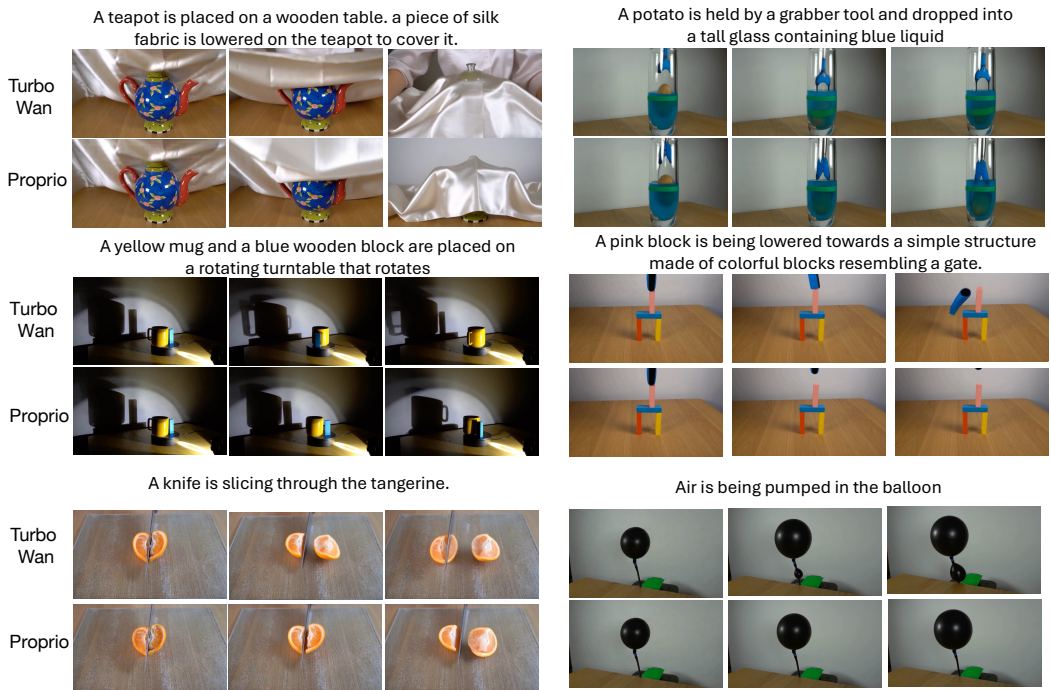 A teapot is placed on a wooden table. a piece of silk
fabric is lowered on the teapot to cover it.
Turbo
Wan
Proprio
A potato is held by a grabber tool and dropped into
a tall glass containing blue liquid
A yellow mug and a blue wooden block are placed on
a rotating turntable that rotates
Turbo
Wan
Proprio
A pink block is being lowered towards a simple structure
made of colorful blocks resembling a gate.
A knife is slicing through the tangerine.
Turbo
Wan
Proprio
Air is being pumped in the balloon